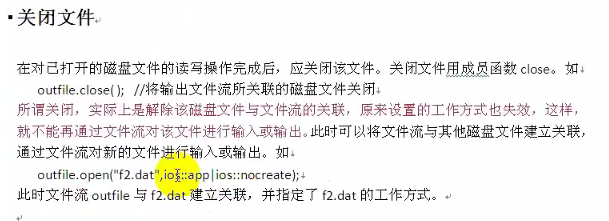 关闭文件
在对已打开的磁盘文件的读写操作完成后，应关闭该文件。关闭文件用成员函数 close。如
outfile.close(); //将输出文件流所关联的磁盘文件关闭
所谓关闭，实际上是解除该磁盘文件与文件流的关联，原来设置的工作方式也失效，这样，
就不能再通过文件流对该文件进行输入或输出。此时可以将文件流与其他磁盘文件建立关联，
通过文件流对新的文件进行输入或输出。如
outfile.open("f2.dat",ios::app|ios::nocreate);
此时文件流 outfile 与 f2.dat 建立关联，并指定了 f2.dat 的工作方式。